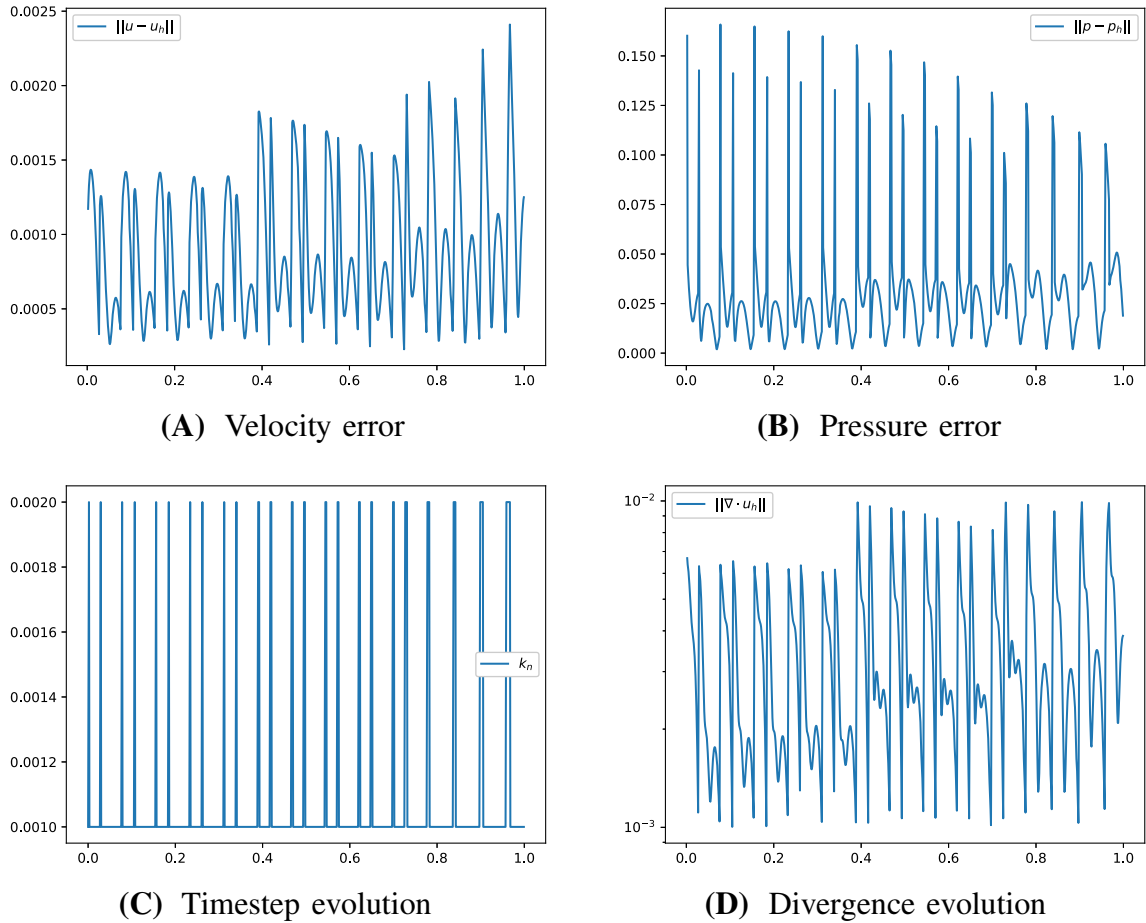 0.0025
0.0020
0.0015
0.0010
0.0005
||u − u_h||
0.0 0.2 0.4 0.6 0.8 1.0
(A) Velocity error
0.150
0.125
0.100
0.075
0.050
0.025
0.000
||p − p_h||
0.0 0.2 0.4 0.6 0.8 1.0
(B) Pressure error
0.0020
0.0018
0.0016
0.0014
0.0012
0.0010
k_n
0.0 0.2 0.4 0.6 0.8 1.0
(C) Timestep evolution
10⁻²
10⁻³
||∇ · u_h||
0.0 0.2 0.4 0.6 0.8 1.0
(D) Divergence evolution